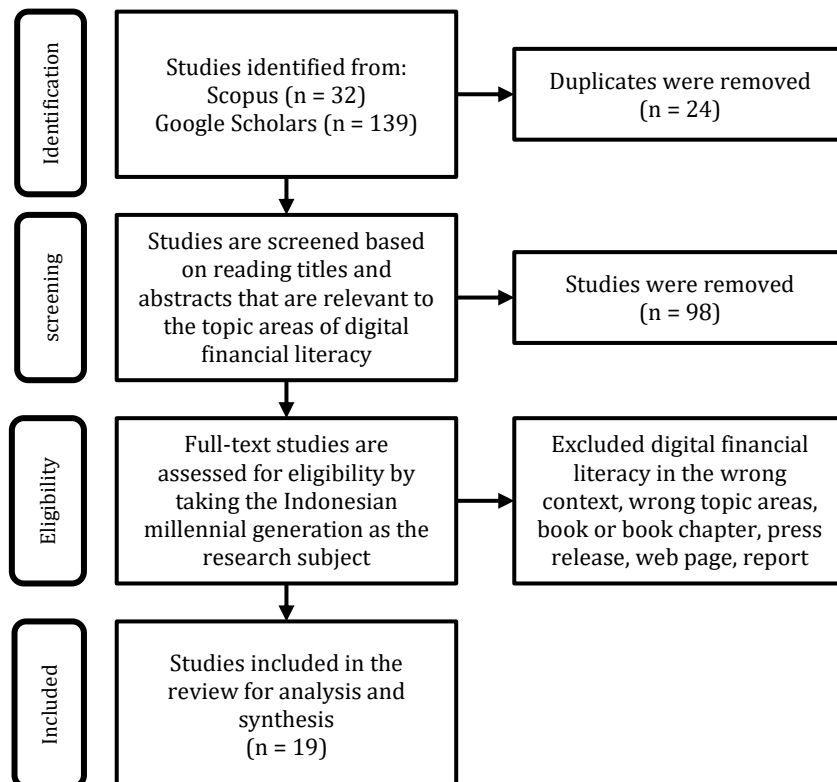 Identification
Studies identified from:
Scopus (n = 32)
Google Scholars (n = 139)
Duplicates were removed
(n = 24)
screening
Studies are screened based
on reading titles and
abstracts that are relevant to
the topic areas of digital
financial literacy
Studies were removed
(n = 98)
Eligibility
Full-text studies are
assessed for eligibility by
taking the Indonesian
millennial generation as the
research subject
Excluded digital financial
literacy in the wrong
context, wrong topic areas,
book or book chapter, press
release, web page, report
Included
Studies included in the
review for analysis and
synthesis
(n = 19)